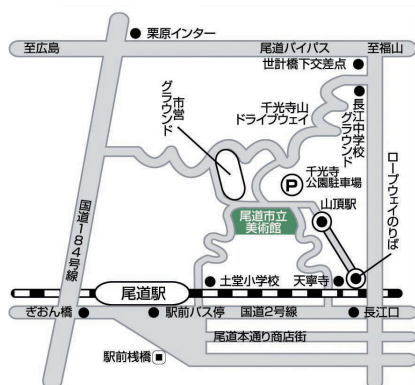 栗原インター
至広島
尾道バイパス
至福山
世計橋下交差点
千光寺山
ドライブウェイ
長江中学校
グラウンド
市営
グラウンド
P
千光寺
公園駐車場
山頂駅
ロープウェイのりば
尾道市立
美術館
国道184号線
土堂小学校
天寧寺
尾道駅
ぎおん橋
駅前バス停
国道2号線
長江口
尾道本通り商店街
駅前桟橋